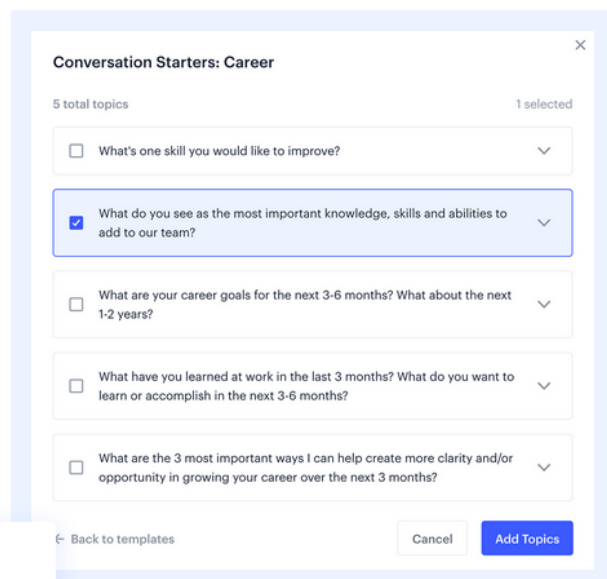 Conversation Starters: Career
5 total topics
1 selected
What's one skill you would like to improve?
What do you see as the most important knowledge, skills and abilities to
add to our team?
What are your career goals for the next 3-6 months? What about the next
1-2 years?
What have you learned at work in the last 3 months? What do you want to
learn or accomplish in the next 3-6 months?
What are the 3 most important ways I can help create more clarity and/or
opportunity in growing your career over the next 3 months?
← Back to templates
Cancel
Add Topics